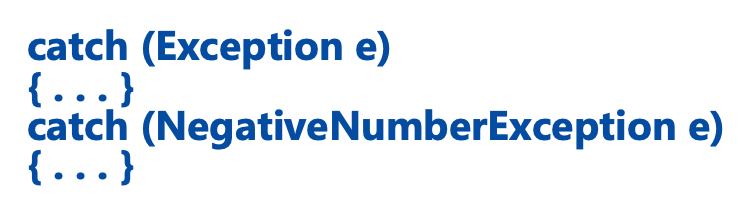 catch (Exception e)
{ . . . }
catch (NegativeNumberException e)
{ . . . }